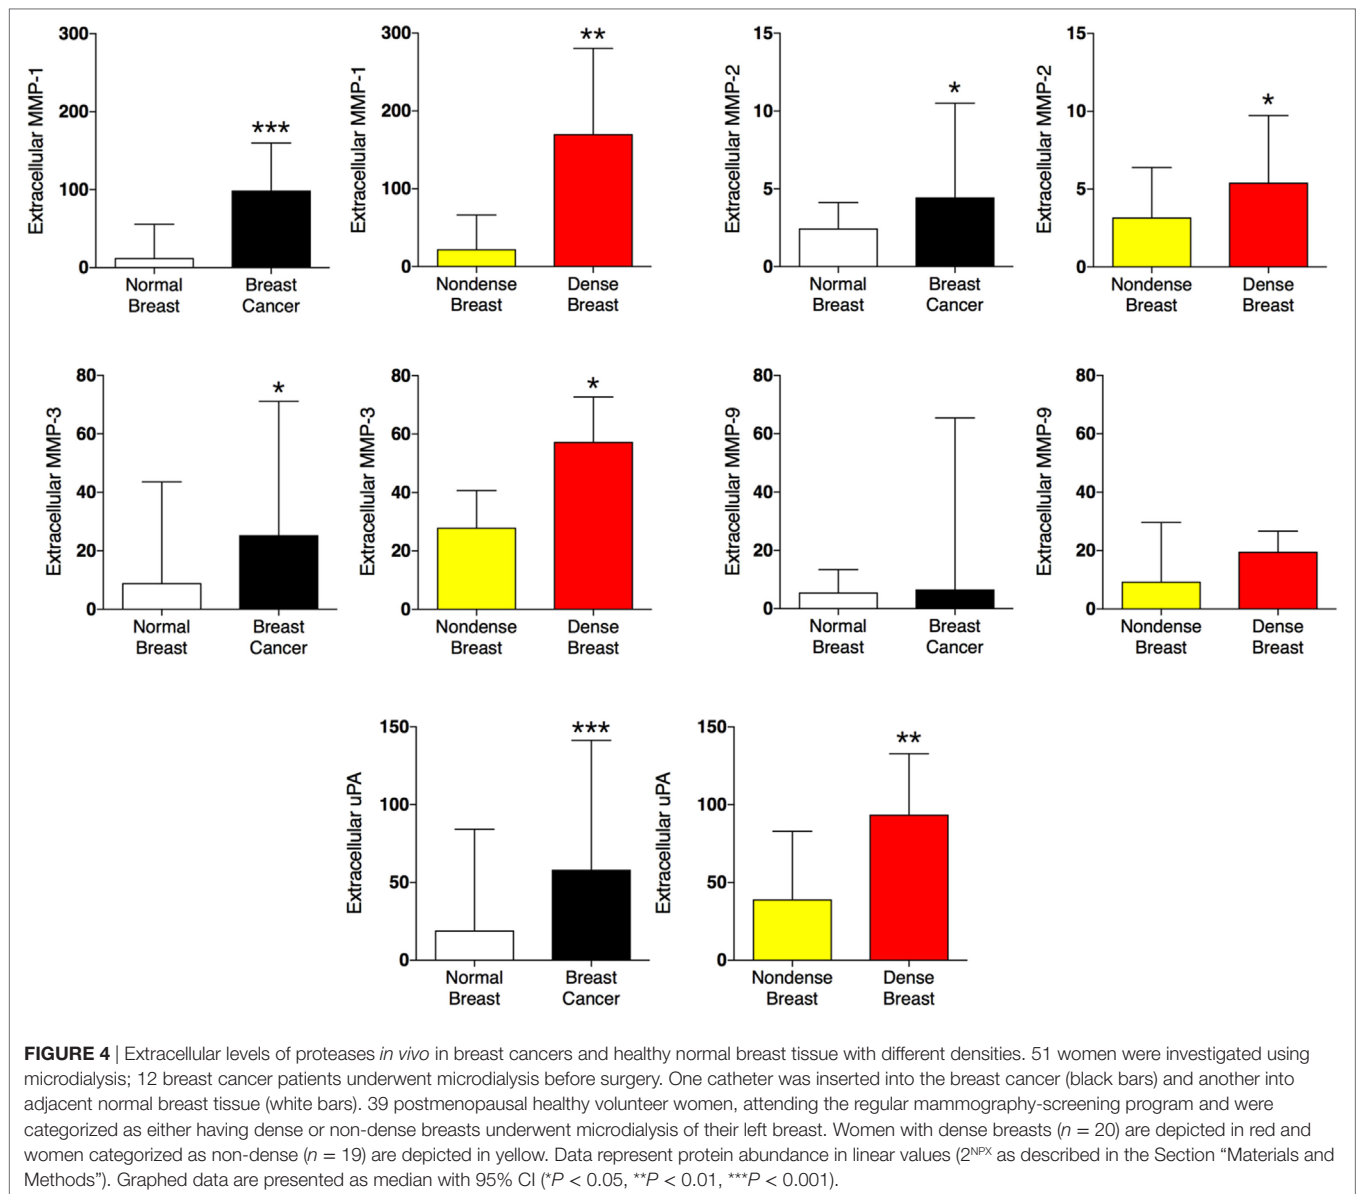 Extracellular MMP-1
300
200
100
0
***
Normal
Breast
Breast
Cancer
Extracellular MMP-1
300
200
100
0
**
Nondense
Breast
Dense
Breast
Extracellular MMP-2
15
10
5
0
*
Normal
Breast
Breast
Cancer
Extracellular MMP-2
15
10
5
0
*
Nondense
Breast
Dense
Breast
Extracellular MMP-3
80
60
40
20
0
*
Normal
Breast
Breast
Cancer
Extracellular MMP-3
80
60
40
20
0
*
Nondense
Breast
Dense
Breast
Extracellular MMP-9
80
60
40
20
0
Normal
Breast
Breast
Cancer
Extracellular MMP-9
80
60
40
20
0
Nondense
Breast
Dense
Breast
Extracellular uPA
150
100
50
0
***
Normal
Breast
Breast
Cancer
Extracellular uPA
150
100
50
0
**
Nondense
Breast
Dense
Breast
FIGURE 4 | Extracellular levels of proteases in vivo in breast cancers and healthy normal breast tissue with different densities. 51 women were investigated using
microdialysis; 12 breast cancer patients underwent microdialysis before surgery. One catheter was inserted into the breast cancer (black bars) and another into
adjacent normal breast tissue (white bars). 39 postmenopausal healthy volunteer women, attending the regular mammography-screening program and were
categorized as either having dense or non-dense breasts underwent microdialysis of their left breast. Women with dense breasts (n = 20) are depicted in red and
women categorized as non-dense (n = 19) are depicted in yellow. Data represent protein abundance in linear values (2^NPX as described in the Section “Materials and
Methods”). Graphed data are presented as median with 95% CI (*P < 0.05, **P < 0.01, ***P < 0.001).